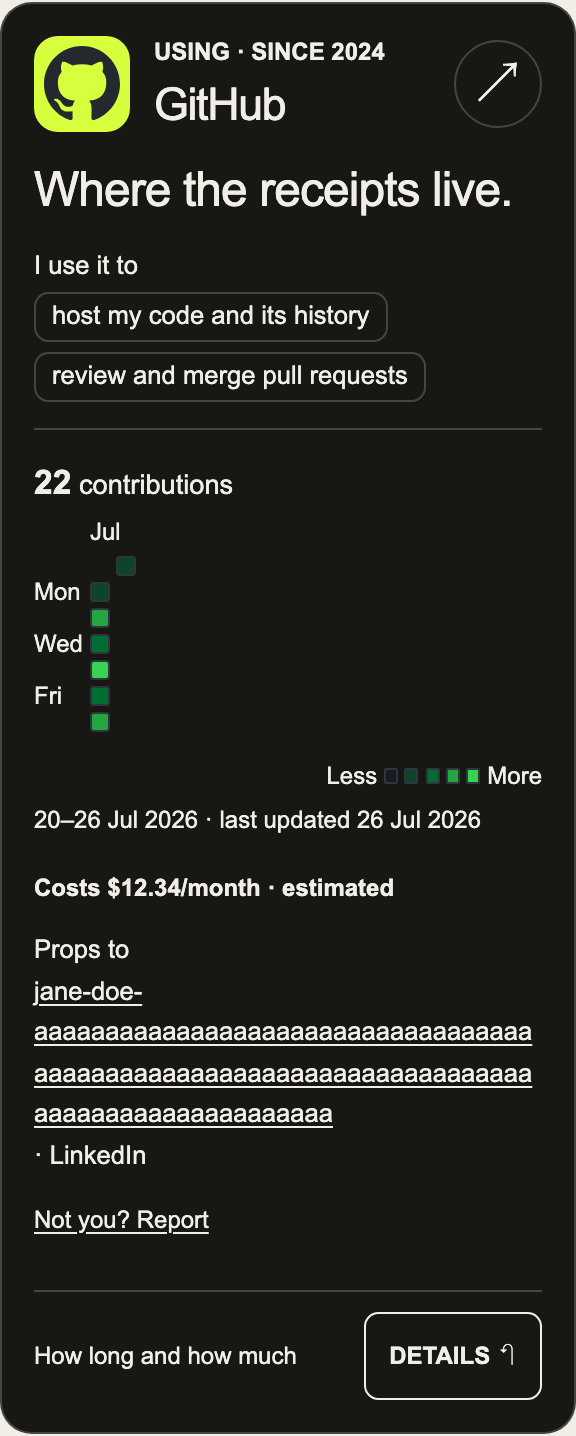 USING · SINCE 2024
GitHub
Where the receipts live.
I use it to
host my code and its history
review and merge pull requests
22 contributions
Jul
Mon
Wed
Fri
Less More
20–26 Jul 2026 · last updated 26 Jul 2026
Costs $12.34/month · estimated
Props to
jane-doe-
aaaaaaaaaaaaaaaaaaaaaaaaaaaaaaaaaaa
aaaaaaaaaaaaaaaaaaaaaaaaaaaaaaaaaaa
aaaaaaaaaaaaaaaaaaaaa
· LinkedIn
Not you? Report
How long and how much
DETAILS